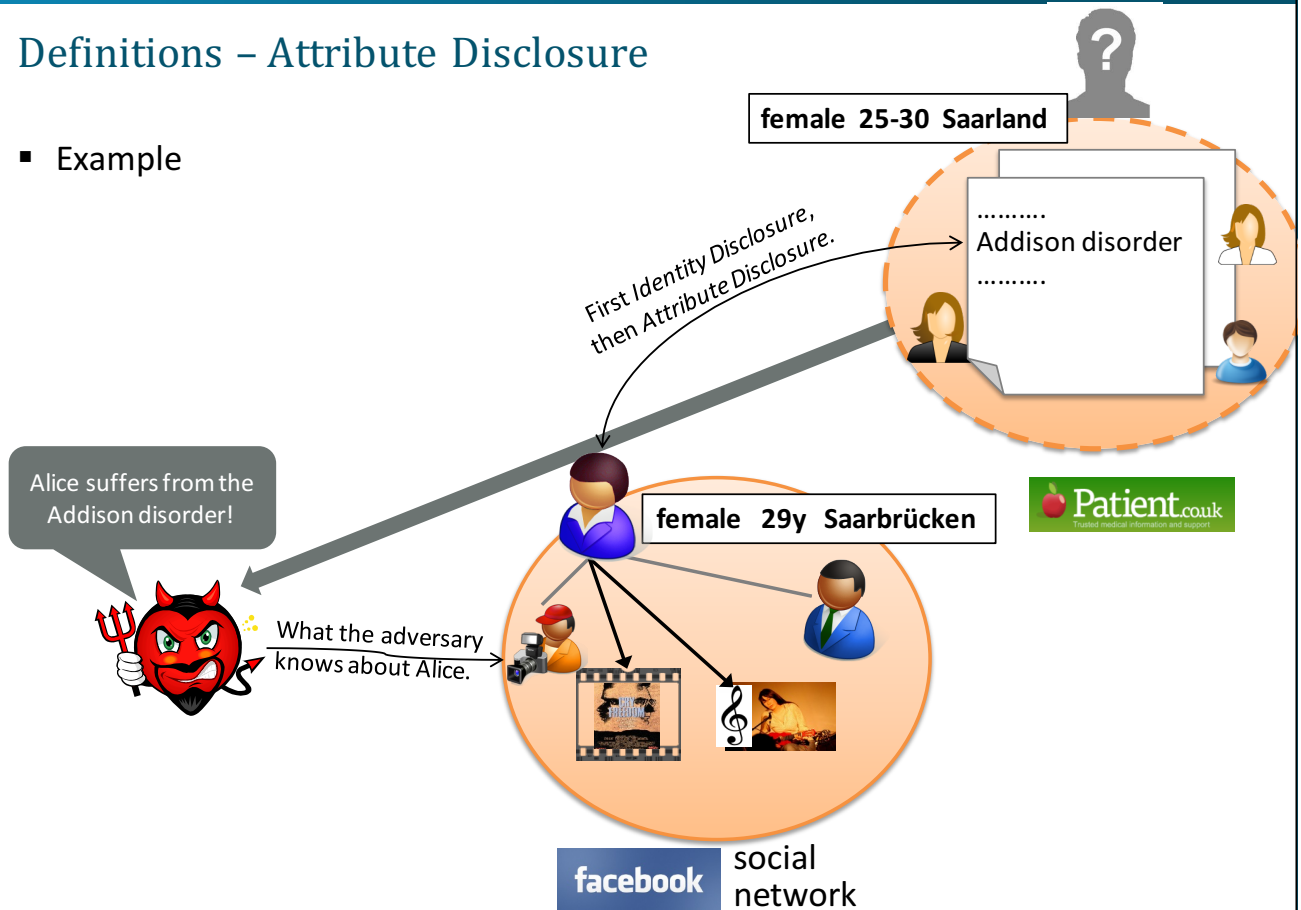 Definitions – Attribute Disclosure
▪ Example
?
female 25-30 Saarland
……….
Addison disorder
……….
First Identity Disclosure,
then Attribute Disclosure.
Patient.co.uk
Trusted medical information and support
Alice suffers from the
Addison disorder!
female 29y Saarbrücken
What the adversary
knows about Alice.
CRY
FREEDOM
facebook
social
network